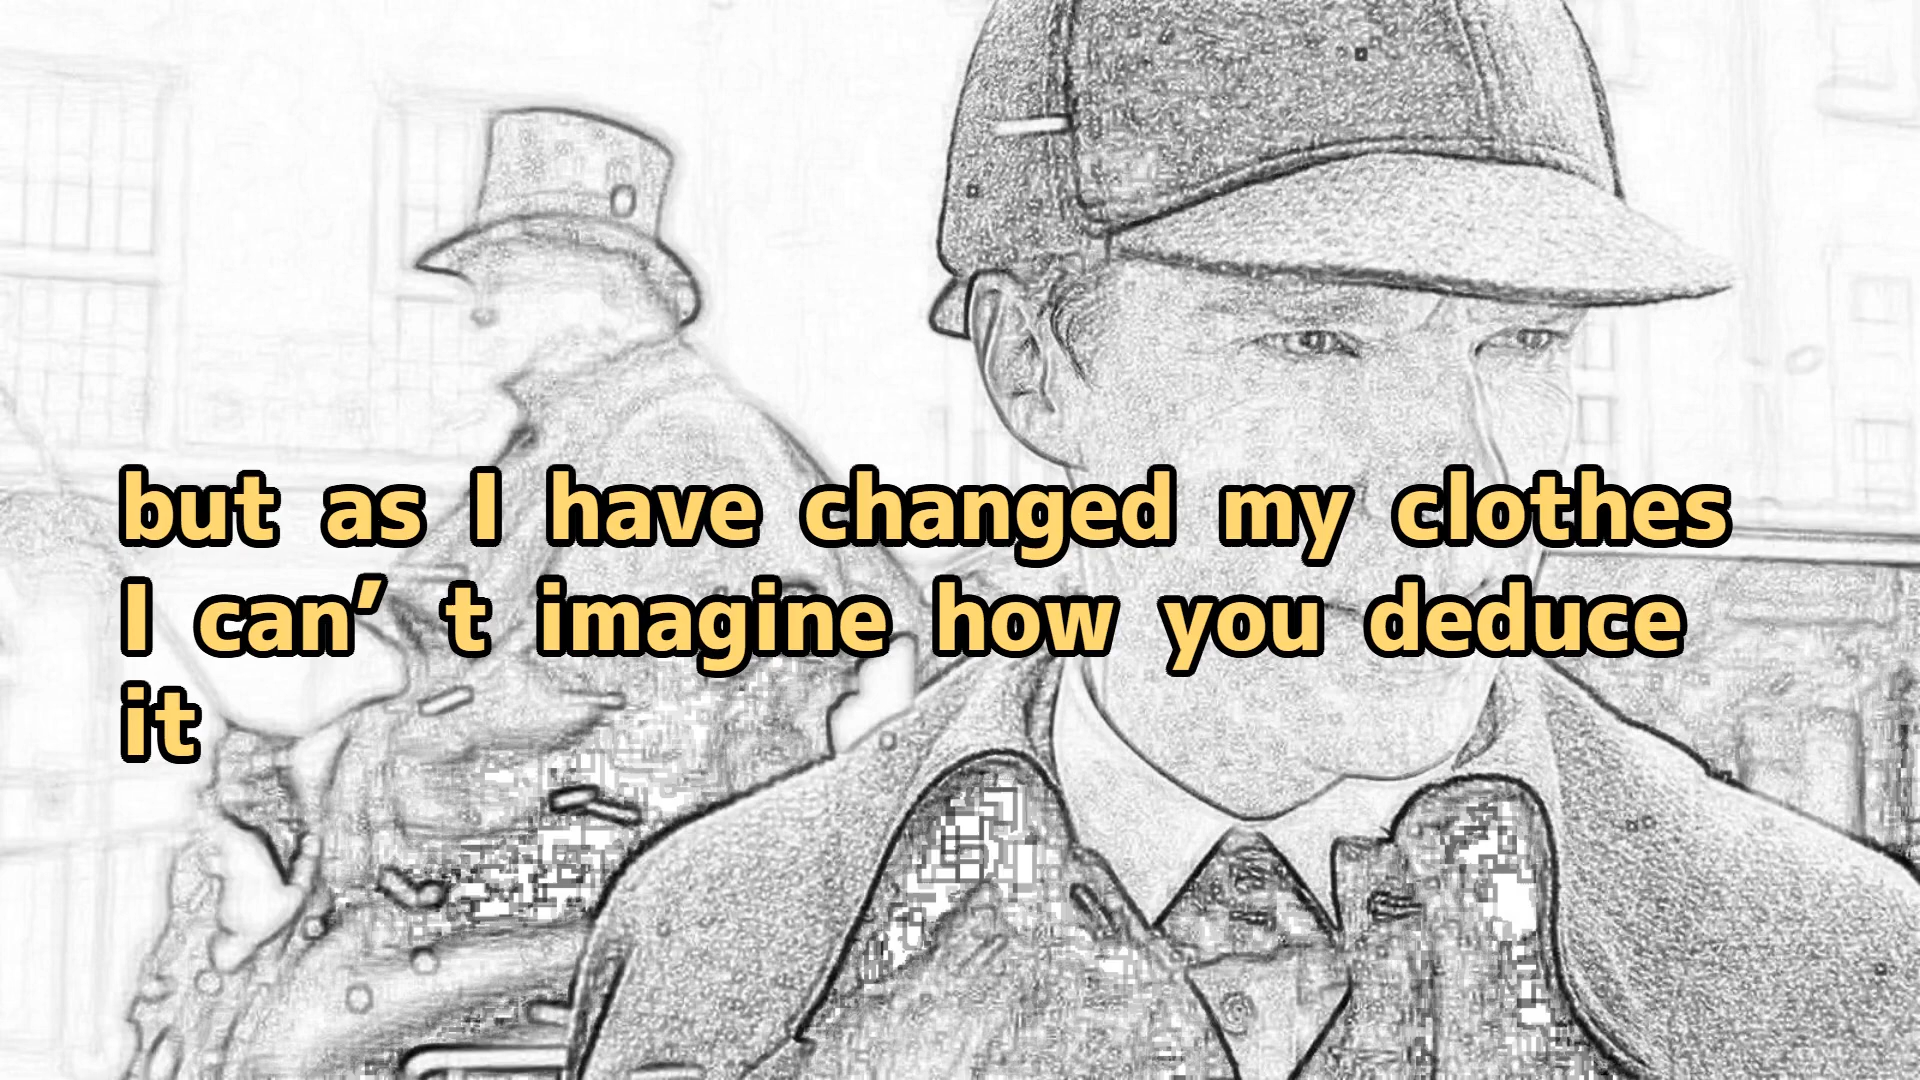 but as I have changed my clothes
I can’ t imagine how you deduce
it